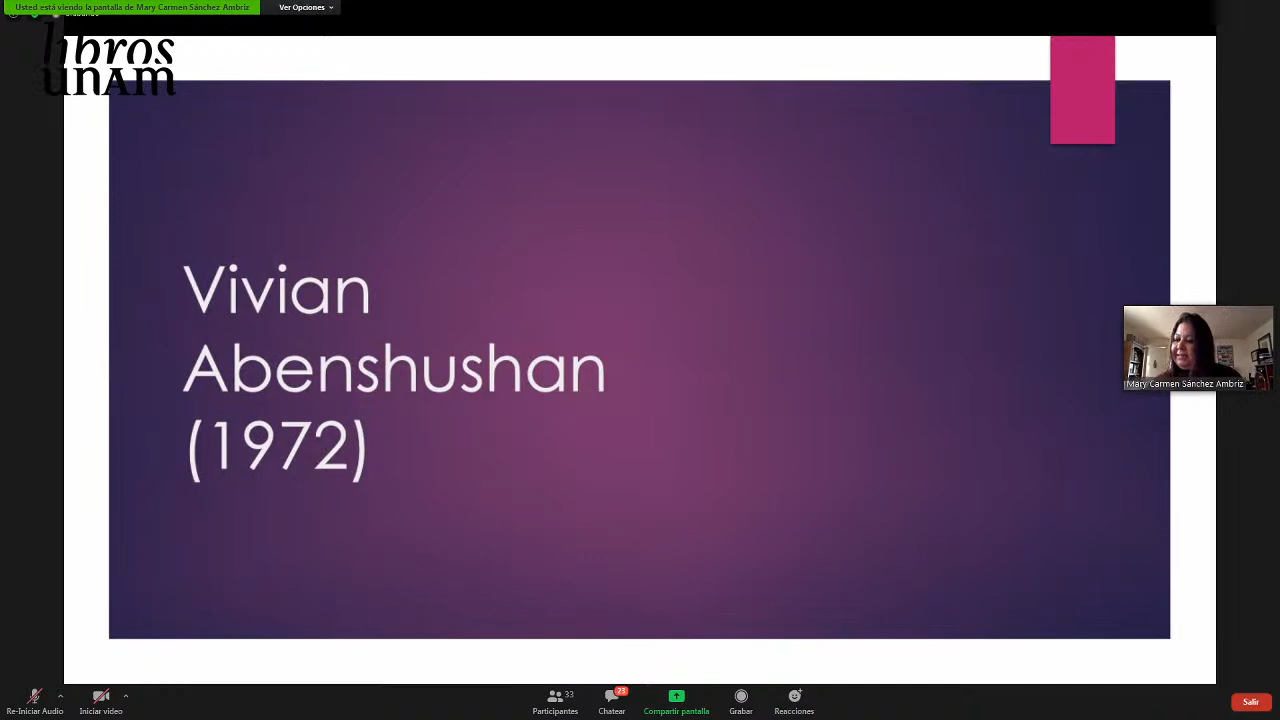 Usted está viendo la pantalla de Mary Carmen Sánchez Ambriz
Ver Opciones
libros
UNAM
Vivian
Abenshushan
(1972)
Mary Carmen Sánchez Ambriz
33
23
Re-Iniciar Audio
Iniciar video
Participantes
Chatear
Compartir pantalla
Grabar
Reacciones
Salir